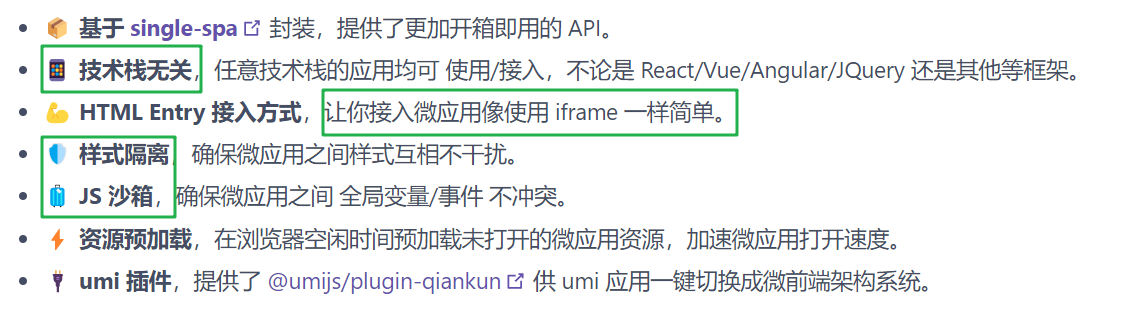 基于 single-spa 封装，提供了更加开箱即用的 API。
技术栈无关，任意技术栈的应用均可 使用/接入，不论是 React/Vue/Angular/JQuery 还是其他等框架。
HTML Entry 接入方式，让你接入微应用像使用 iframe 一样简单。
样式隔离，确保微应用之间样式互相不干扰。
JS 沙箱，确保微应用之间 全局变量/事件 不冲突。
资源预加载，在浏览器空闲时间预加载未打开的微应用资源，加速微应用打开速度。
umi 插件，提供了 @umijs/plugin-qiankun 供 umi 应用一键切换成微前端架构系统。